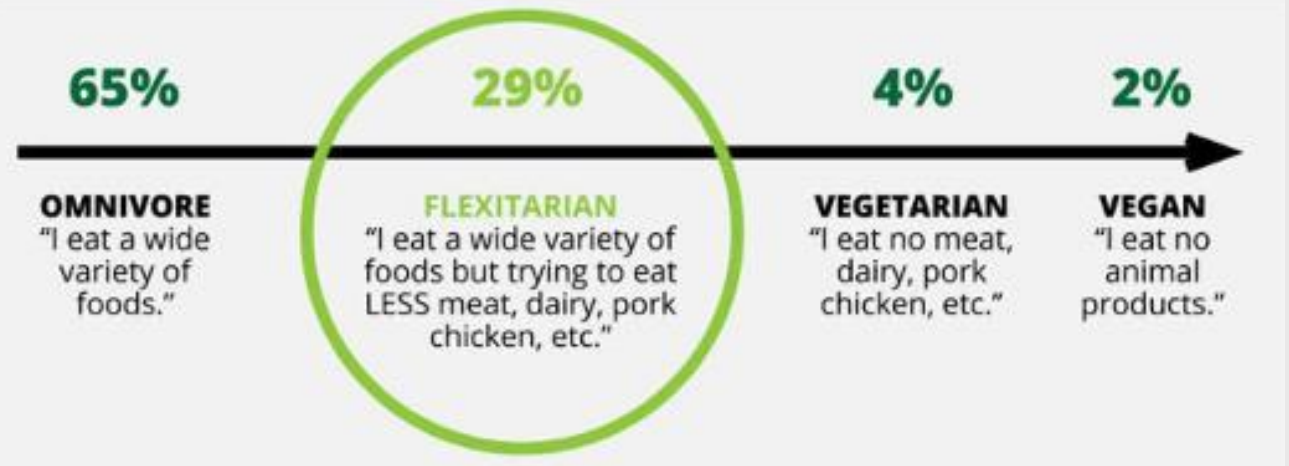 65%
29%
4%
2%
OMNIVORE
“I eat a wide
variety of
foods.”
FLEXITARIAN
“I eat a wide variety of
foods but trying to eat
LESS meat, dairy, pork
chicken, etc.”
VEGETARIAN
“I eat no meat,
dairy, pork
chicken, etc.”
VEGAN
“I eat no
animal
products.”